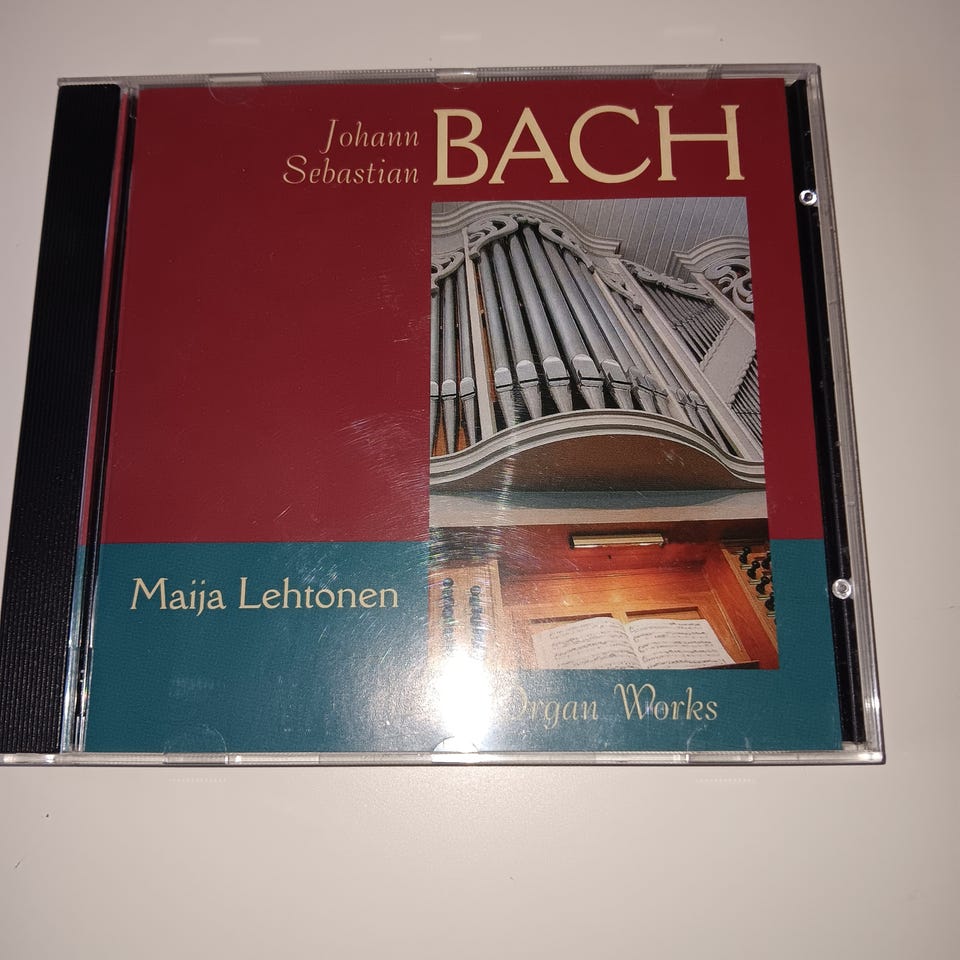 Johann
Sebastian
BACH
Maija Lehtonen
Organ Works